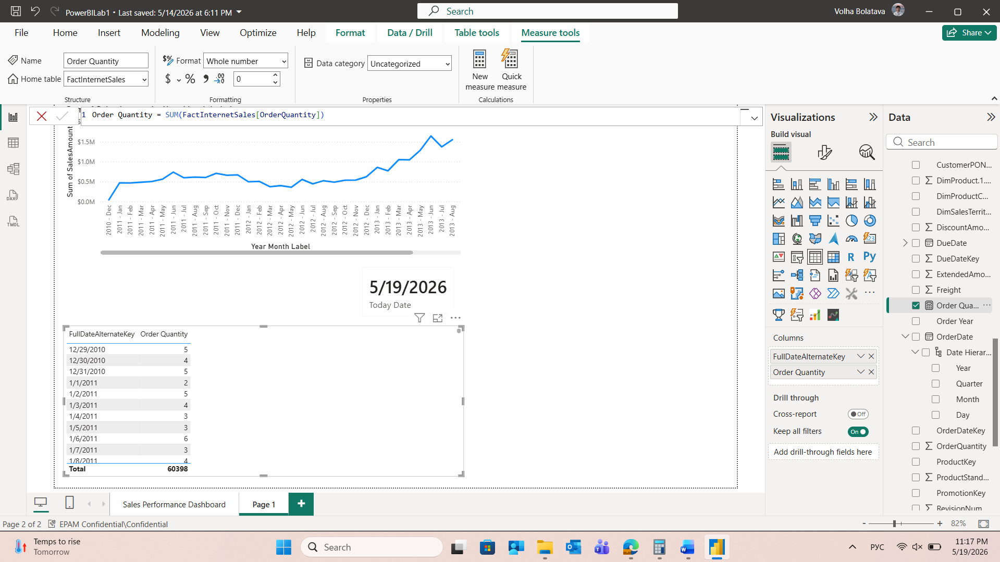 PowerBILab1 • Last saved: 5/14/2026 at 6:11 PM
Search
Volha Bolatava
File
Home
Insert
Modeling
View
Optimize
Help
Format
Data / Drill
Table tools
Measure tools
Share
Name
Order Quantity
Home table
FactInternetSales
Structure
Format
Whole number
$
%
0
Formatting
Data category
Uncategorized
Properties
New measure
Quick measure
Calculations
1 Order Quantity = SUM(FactInternetSales[OrderQuantity])
Sum of SalesAmount
$1.5M
$1.0M
$0.5M
$0.0M
2010 - Dec
2011 - Jan
2011 - Feb
2011 - Mar
2011 - Apr
2011 - May
2011 - Jun
2011 - Jul
2011 - Aug
2011 - Sep
2011 - Oct
2011 - Nov
2011 - Dec
2012 - Jan
2012 - Feb
2012 - Mar
2012 - Apr
2012 - May
2012 - Jun
2012 - Jul
2012 - Aug
2012 - Sep
2012 - Oct
2012 - Nov
2012 - Dec
2013 - Jan
2013 - Feb
2013 - Mar
2013 - Apr
2013 - May
2013 - Jun
2013 - Jul
2013 - Aug
Year Month Label
5/19/2026
Today Date
FullDateAlternateKey Order Quantity
12/29/2010 5
12/30/2010 4
12/31/2010 5
1/1/2011 2
1/2/2011 5
1/3/2011 4
1/4/2011 3
1/5/2011 3
1/6/2011 6
1/7/2011 3
1/8/2011 4
Total 60398
DAX
TMDL
Visualizations
Build visual
123
R
Py
Columns
FullDateAlternateKey
Order Quantity
Drill through
Cross-report
Off
Keep all filters
On
Add drill-through fields here
Data
Search
CustomerPON...
DimProduct.1....
DimProductC...
DimSalesTerrit...
DiscountAmo...
DueDate
DueDateKey
ExtendedAmo...
Freight
Order Qua...
Order Year
OrderDate
Date Hierar...
Year
Quarter
Month
Day
OrderDateKey
OrderQuantity
ProductKey
ProductStand...
PromotionKey
RevisionNum
Sales Performance Dashboard
Page 1
Page 2 of 2
EPAM Confidential\Confidential
82%
Temps to rise
Tomorrow
Search
РУС
11:17 PM
5/19/2026